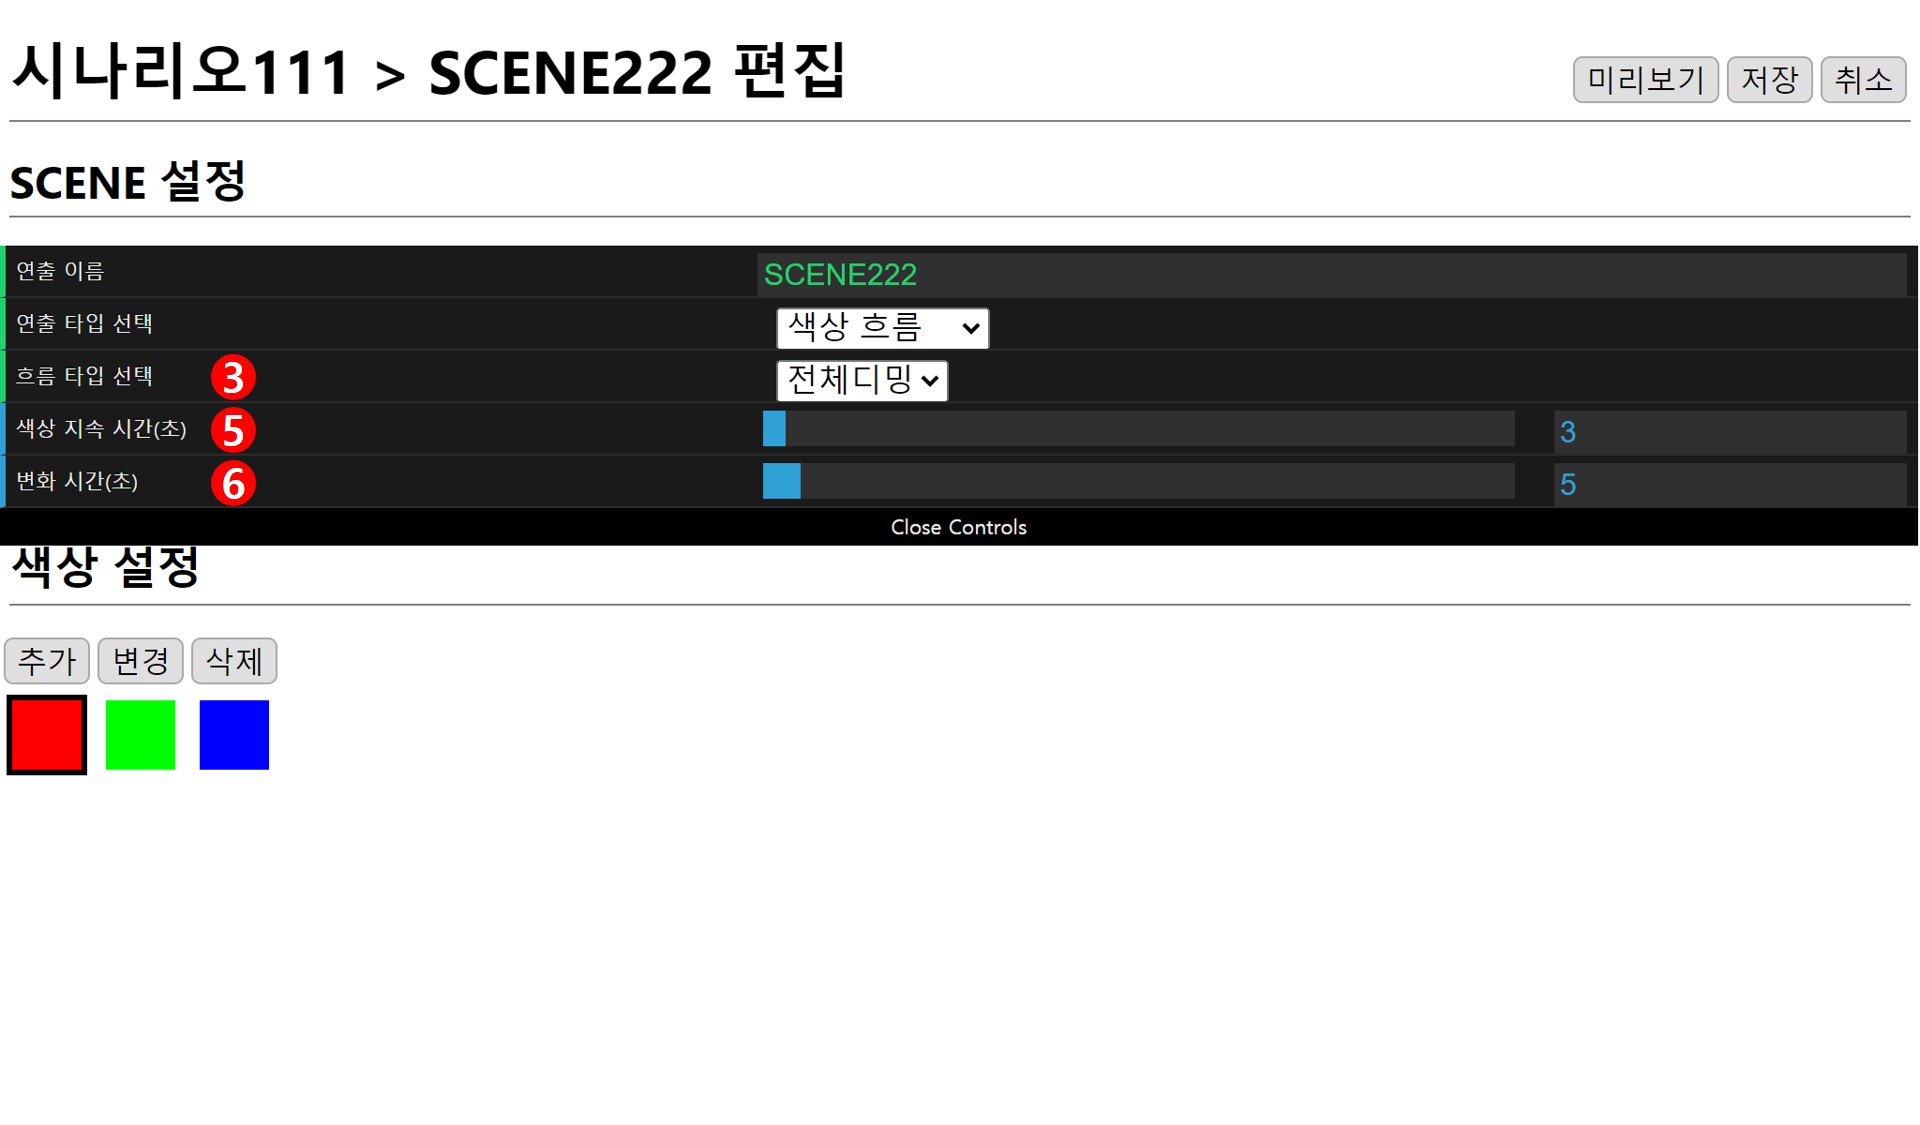 시나리오111 > SCENE222 편집
미리보기 저장 취소
SCENE 설정
연출 이름 SCENE222
연출 타입 선택 색상 흐름
흐름 타입 선택 3 전체디밍
색상 지속 시간(초) 5 3
변화 시간(초) 6 5
Close Controls
색상 설정
추가 변경 삭제